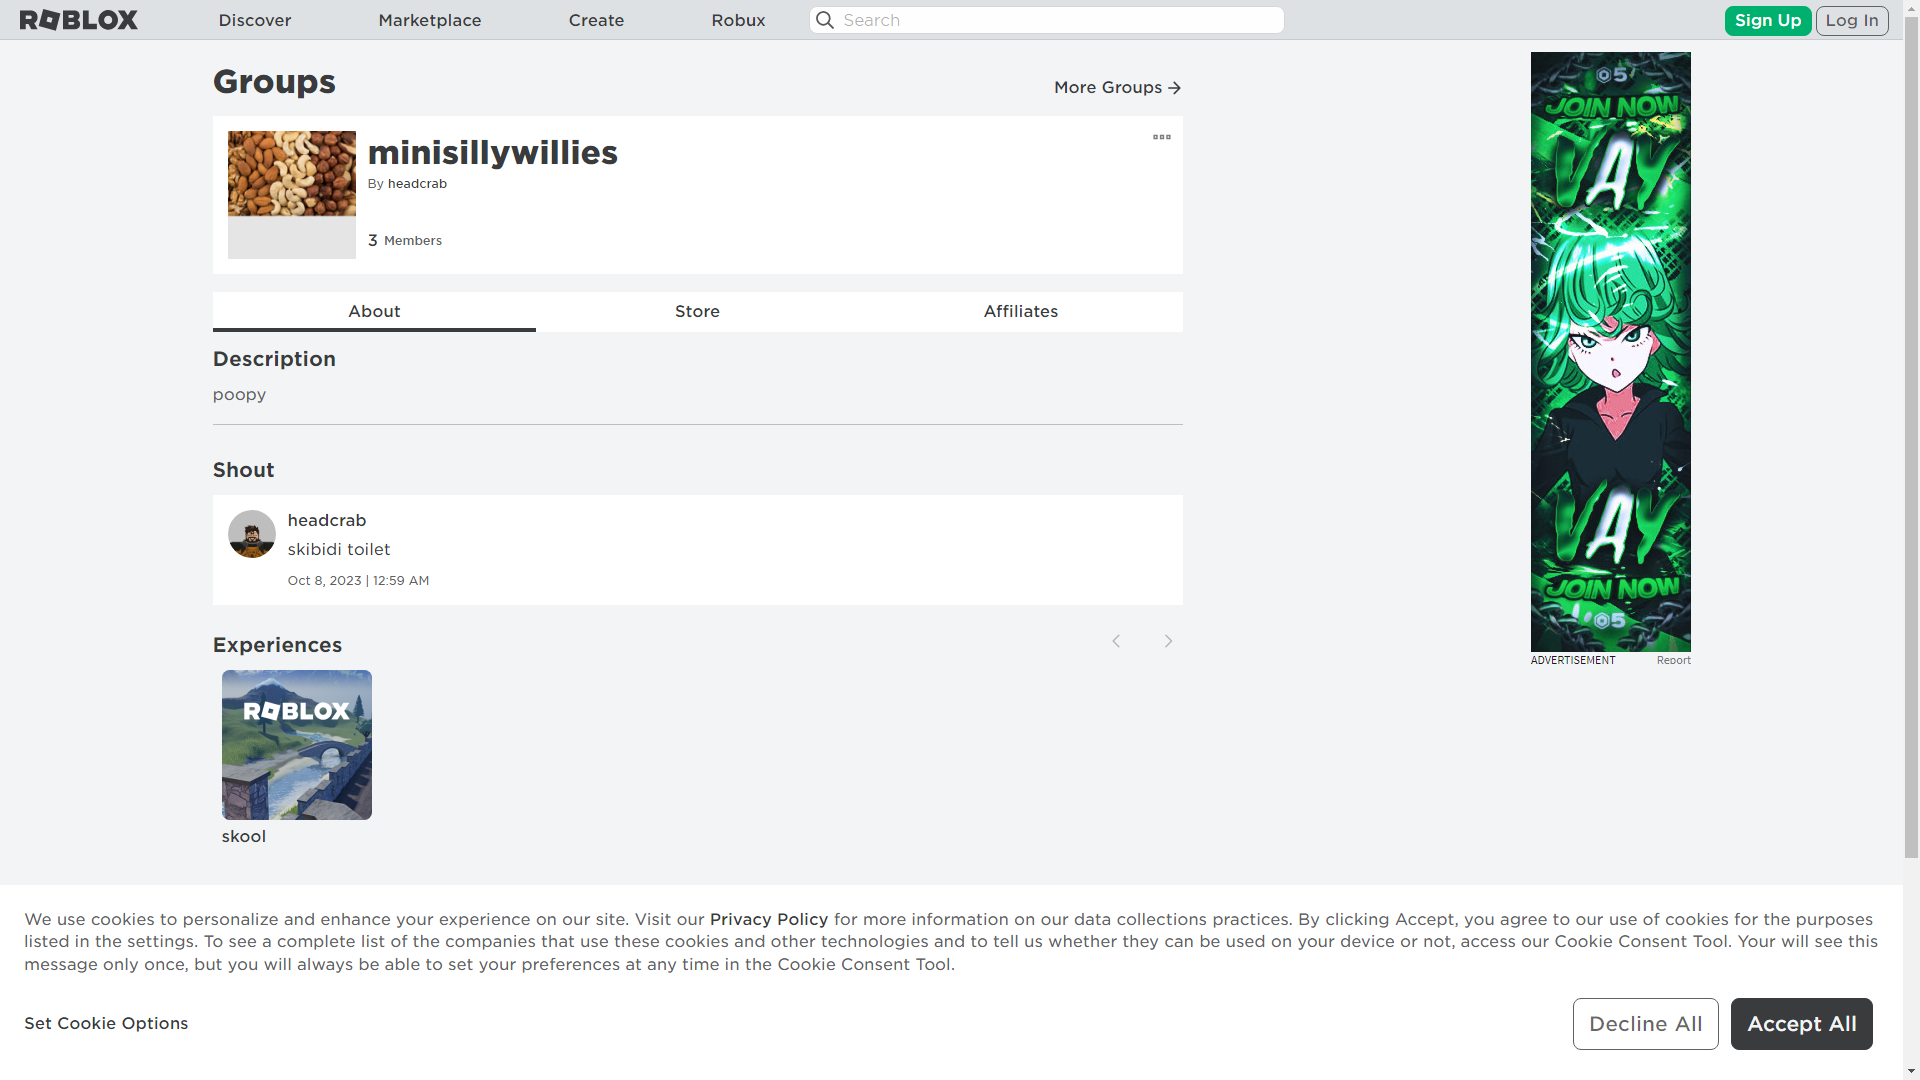 ROBLOX
Discover
Marketplace
Create
Robux
Search
Sign Up
Log In
Groups
More Groups
minisillywillies
By headcrab
3 Members
About
Store
Affiliates
Description
poopy
Shout
headcrab
skibidi toilet
Oct 8, 2023 | 12:59 AM
Experiences
ROBLOX
skool
5
JOIN NOW
VAY
VAY
JOIN NOW
5
ADVERTISEMENT
Report
We use cookies to personalize and enhance your experience on our site. Visit our Privacy Policy for more information on our data collections practices. By clicking Accept, you agree to our use of cookies for the purposes
listed in the settings. To see a complete list of the companies that use these cookies and other technologies and to tell us whether they can be used on your device or not, access our Cookie Consent Tool. Your will see this
message only once, but you will always be able to set your preferences at any time in the Cookie Consent Tool.
Set Cookie Options
Decline All
Accept All